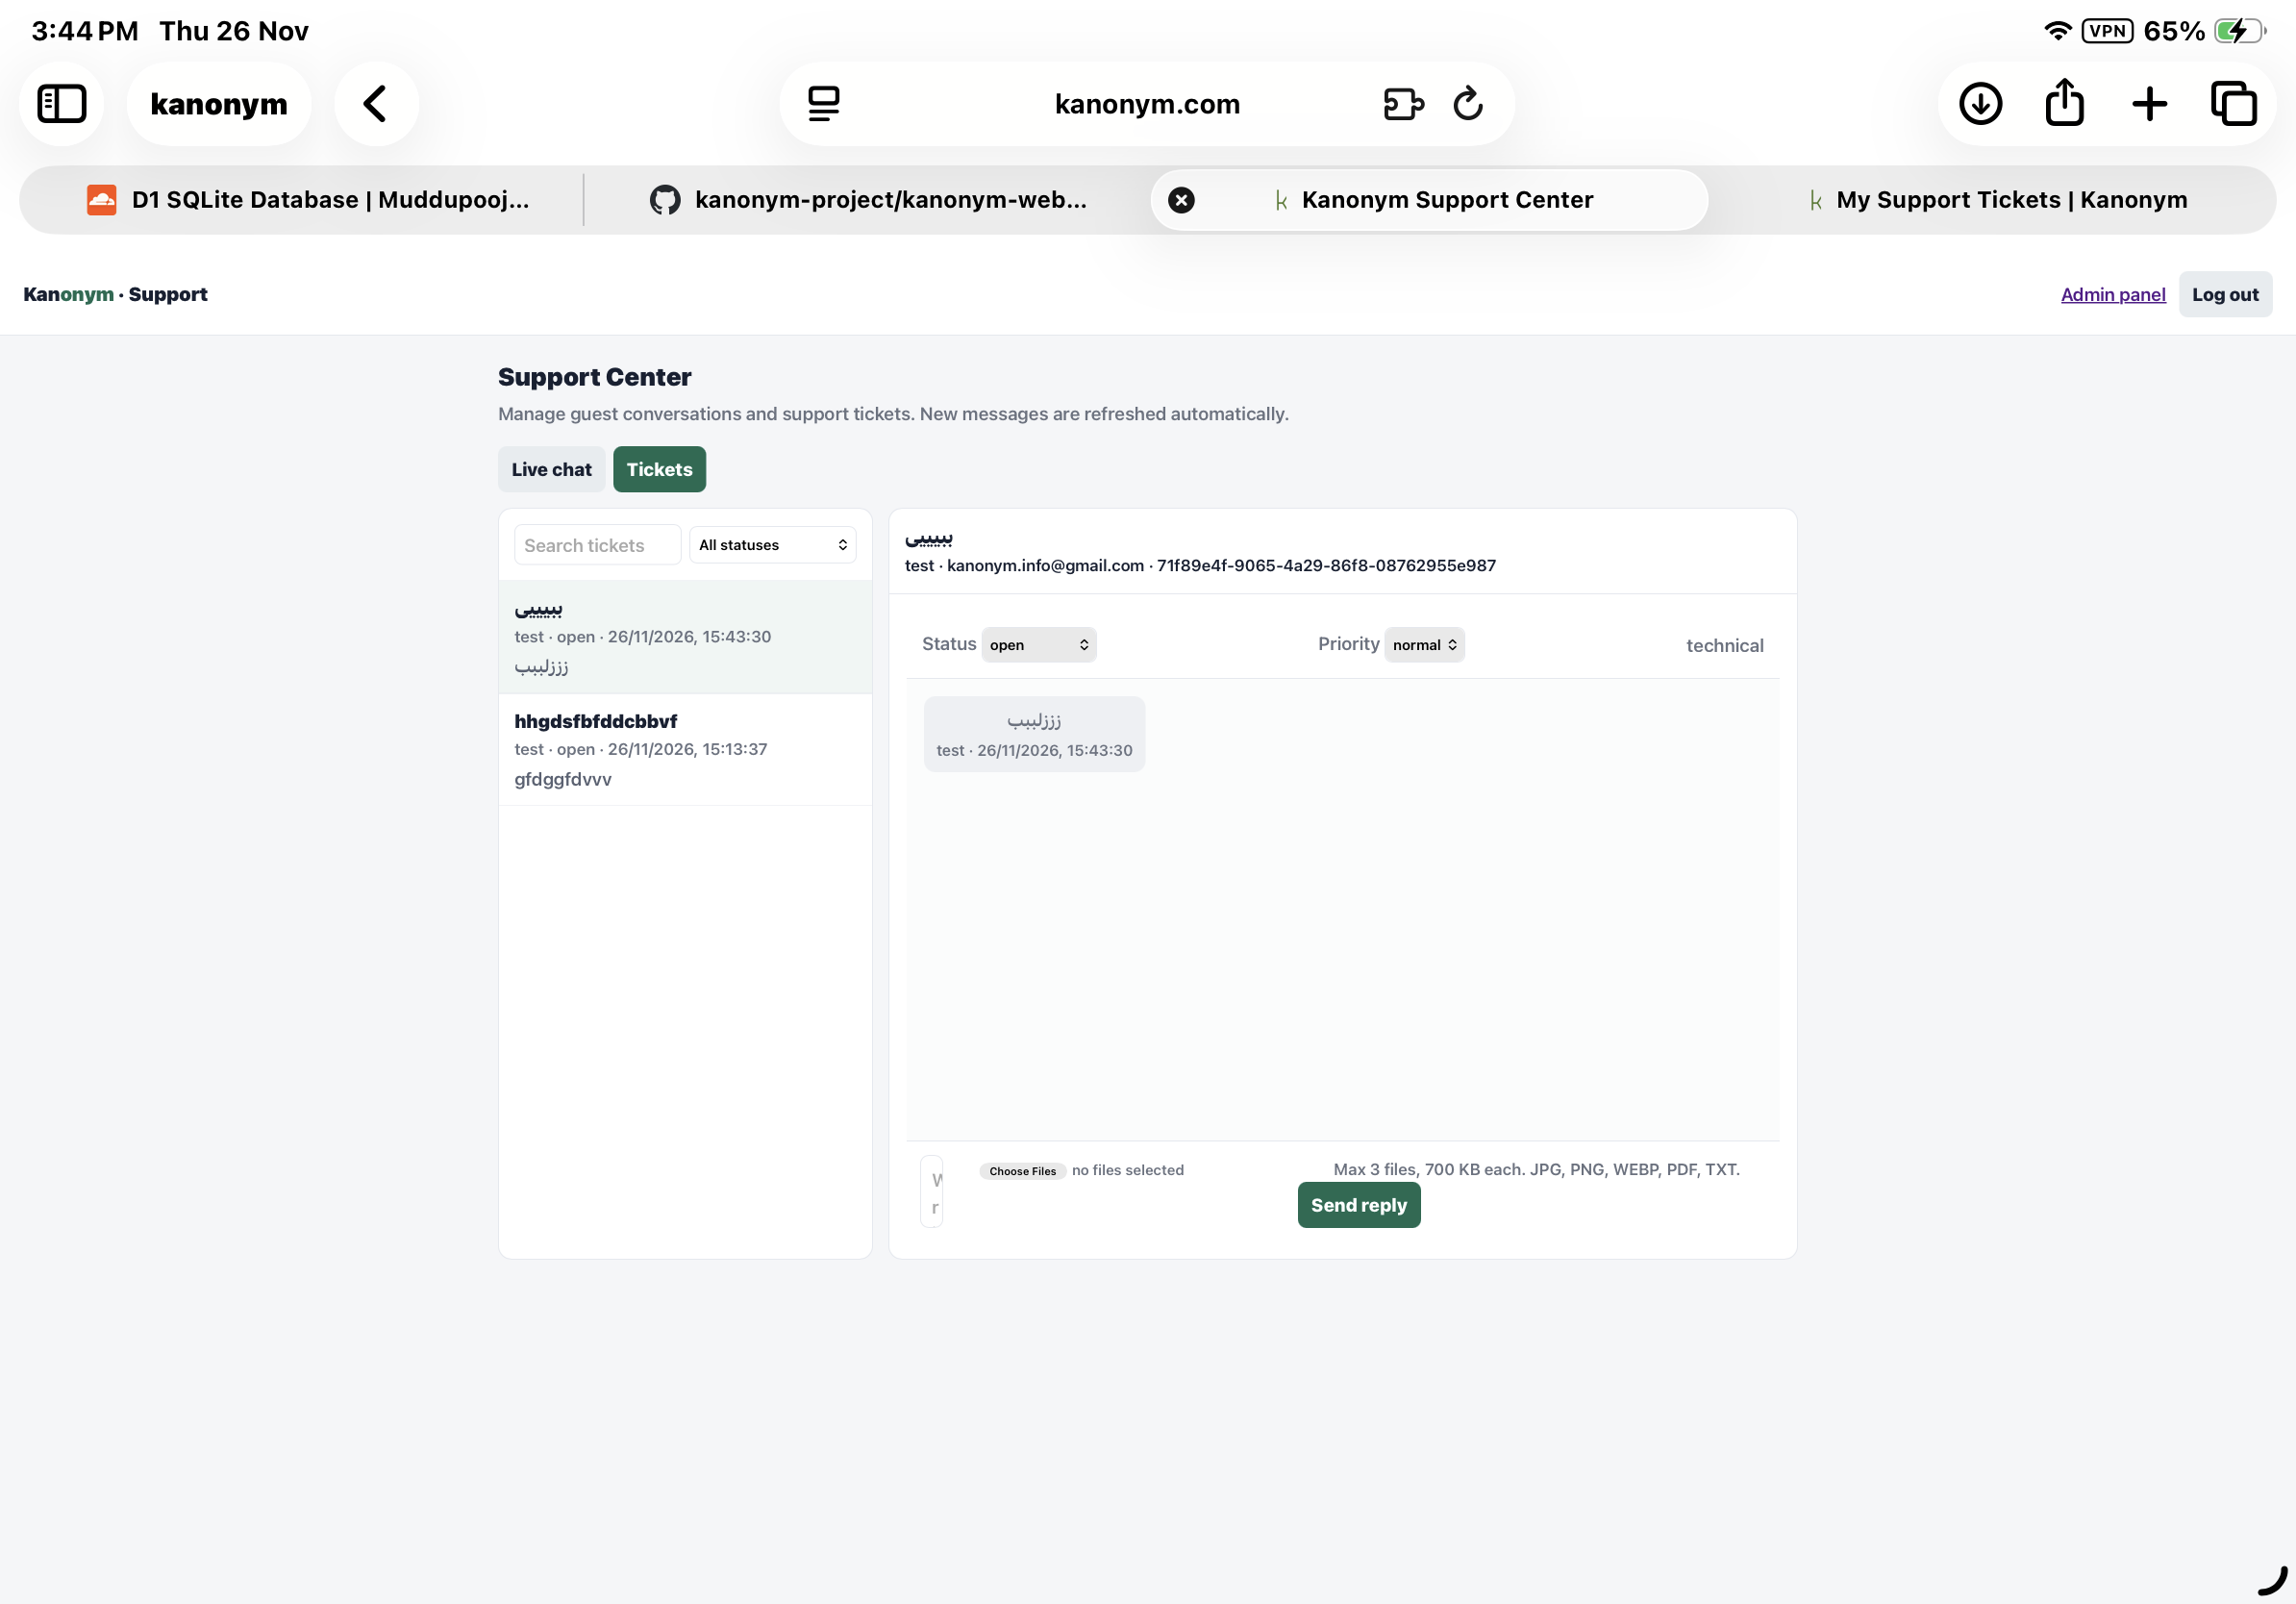 3:44 PM Thu 26 Nov
VPN 65%
kanonym
kanonym.com
D1 SQLite Database | Muddupooj...
kanonym-project/kanonym-web...
Kanonym Support Center
My Support Tickets | Kanonym
Kanonym · Support
Admin panel
Log out
Support Center
Manage guest conversations and support tickets. New messages are refreshed automatically.
Live chat
Tickets
Search tickets
All statuses
test · open · 26/11/2026, 15:43:30
زززلببب
hhgdsfbfddcbbvf
test · open · 26/11/2026, 15:13:37
gfdggfdvvv
test · kanonym.info@gmail.com · 71f89e4f-9065-4a29-86f8-08762955e987
Status open
Priority normal
technical
زززلببب
test · 26/11/2026, 15:43:30
Choose Files no files selected
Max 3 files, 700 KB each. JPG, PNG, WEBP, PDF, TXT.
Send reply